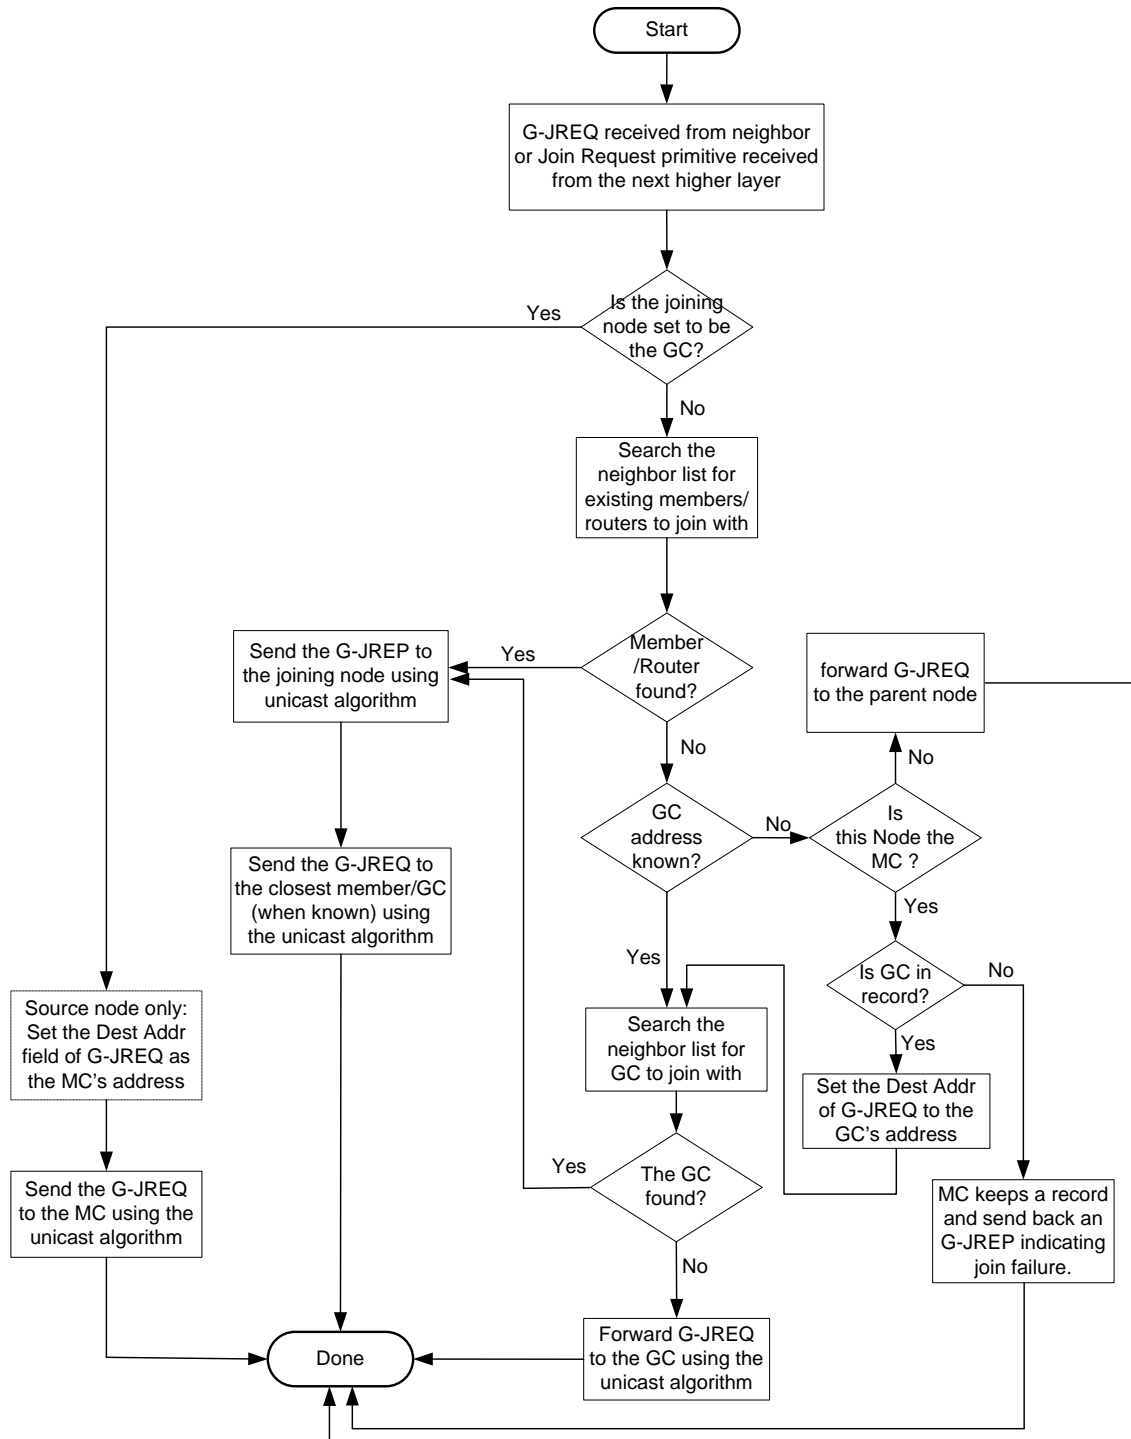 Start
G-JREQ received from neighbor
or Join Request primitive received
from the next higher layer
Is the joining
node set to be
the GC?
Yes
No
Search the
neighbor list for
existing members/
routers to join with
Member
/Router
found?
Yes
No
Send the G-JREP to
the joining node using
unicast algorithm
forward G-JREQ
to the parent node
No
GC
address
known?
No
Is
this Node the
MC ?
Yes
Send the G-JREQ to
the closest member/GC
(when known) using
the unicast algorithm
Yes
Is GC in
record?
No
Yes
Source node only:
Set the Dest Addr
field of G-JREQ as
the MC's address
Search the
neighbor list for
GC to join with
Set the Dest Addr
of G-JREQ to the
GC's address
Yes
The GC
found?
No
Send the G-JREQ
to the MC using the
unicast algorithm
MC keeps a record
and send back an
G-JREP indicating
join failure.
Done
Forward G-JREQ
to the GC using the
unicast algorithm